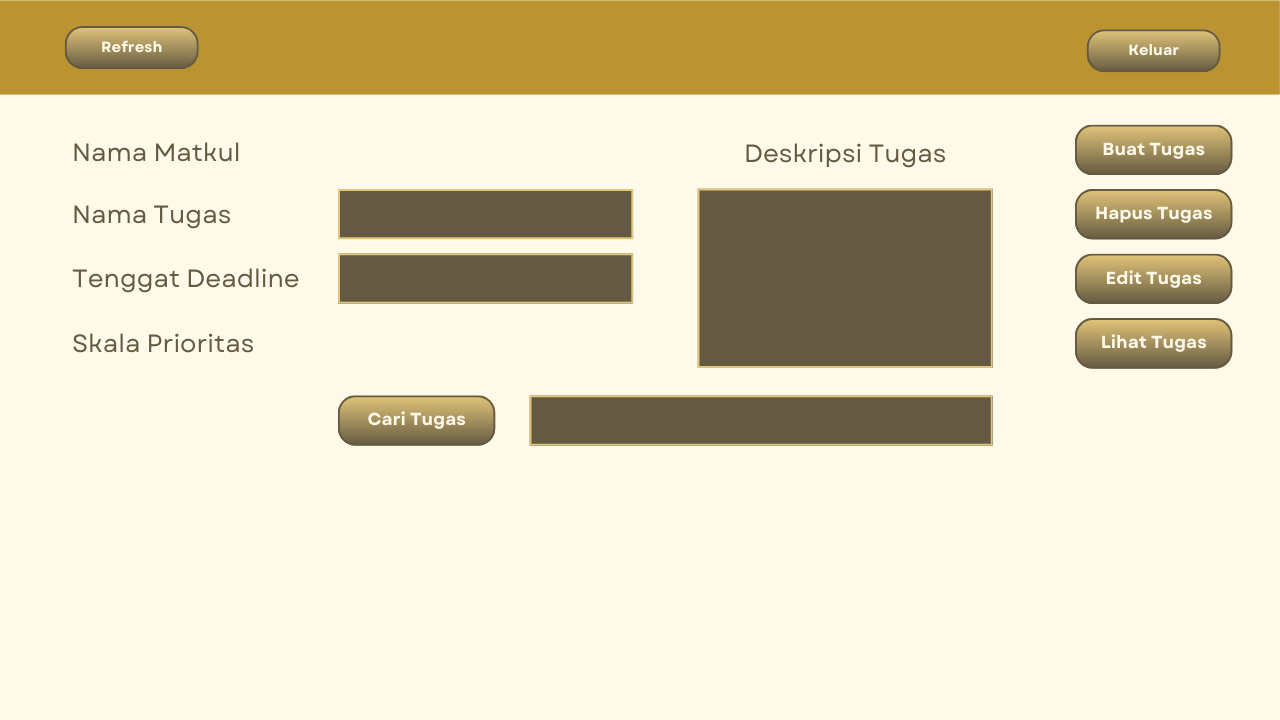 Refresh
Keluar
Nama Matkul
Nama Tugas
Tenggat Deadline
Skala Prioritas
Deskripsi Tugas
Buat Tugas
Hapus Tugas
Edit Tugas
Lihat Tugas
Cari Tugas